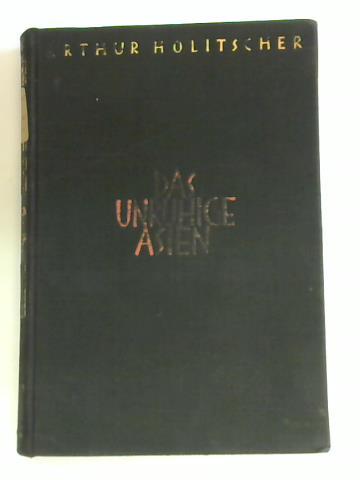 ARTHUR HOLITSCHER
DAS
UNRUHIGE
ASIEN